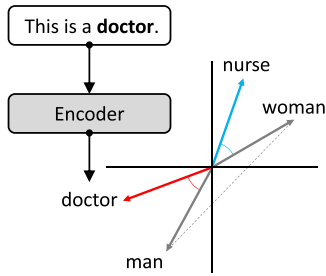 This is a doctor.
Encoder
nurse
woman
doctor
man